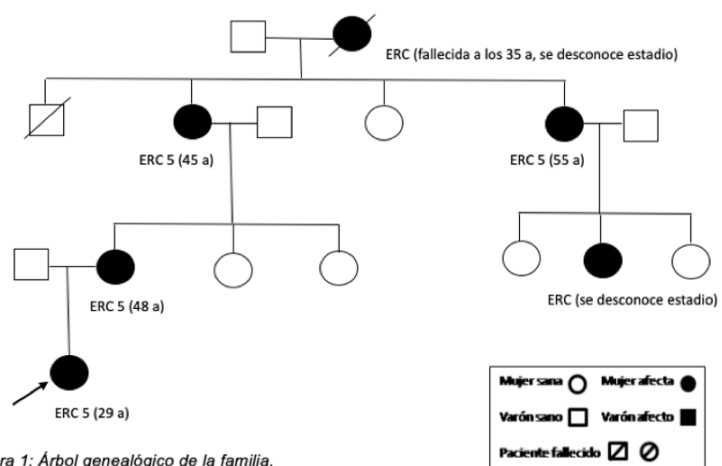 ERC (fallecida a los 35 a, se desconoce estadio)
ERC 5 (45 a)
ERC 5 (55 a)
ERC 5 (48 a)
ERC (se desconoce estadio)
ERC 5 (29 a)
Mujer sana Mujer afecta
Varón sano Varón afecto
Paciente fallecido
ra 1: Árbol genealógico de la familia.